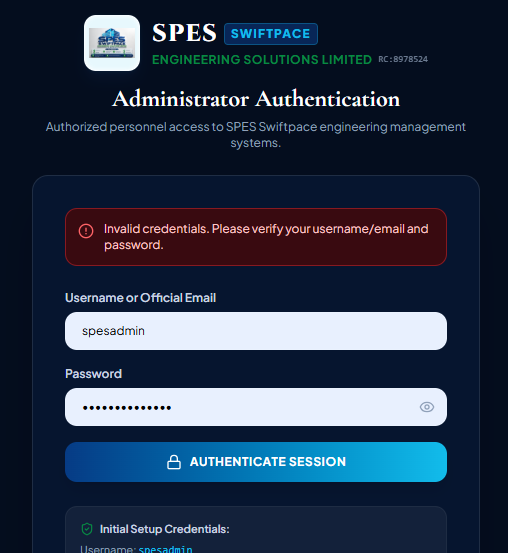 SPES SWIFTPACE
ENGINEERING SOLUTIONS LIMITED RC:8978524
Administrator Authentication
Authorized personnel access to SPES Swiftpace engineering management
systems.
Invalid credentials. Please verify your username/email and
password.
Username or Official Email
spesadmin
Password
••••••••••••••
AUTHENTICATE SESSION
Initial Setup Credentials:
Username: spesadmin